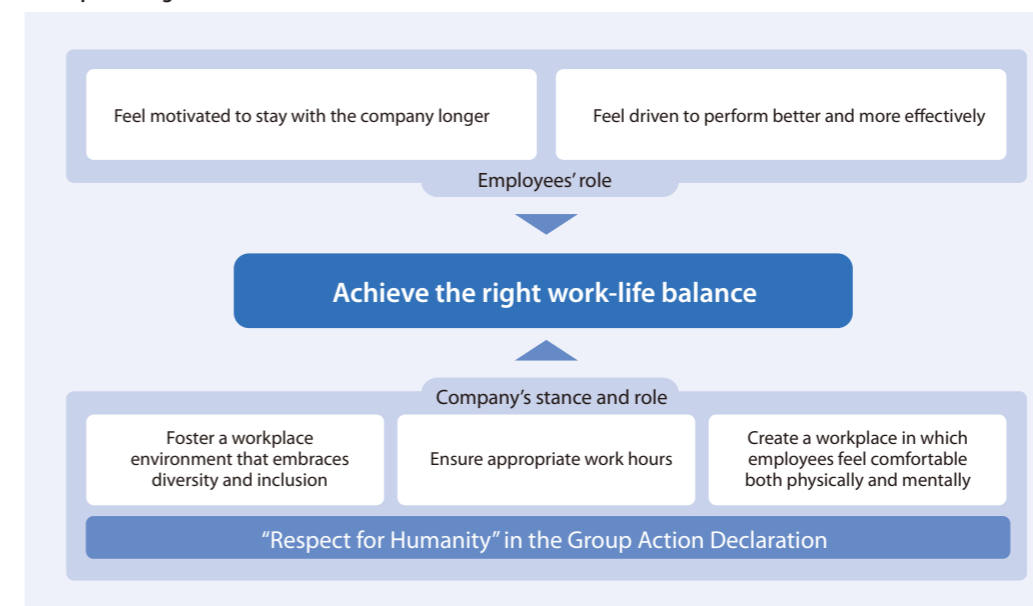 Feel motivated to stay with the company longer
Feel driven to perform better and more effectively
Employees’ role
Achieve the right work-life balance
Company’s stance and role
Foster a workplace
environment that embraces
diversity and inclusion
Ensure appropriate work hours
Create a workplace in which
employees feel comfortable
both physically and mentally
“Respect for Humanity” in the Group Action Declaration